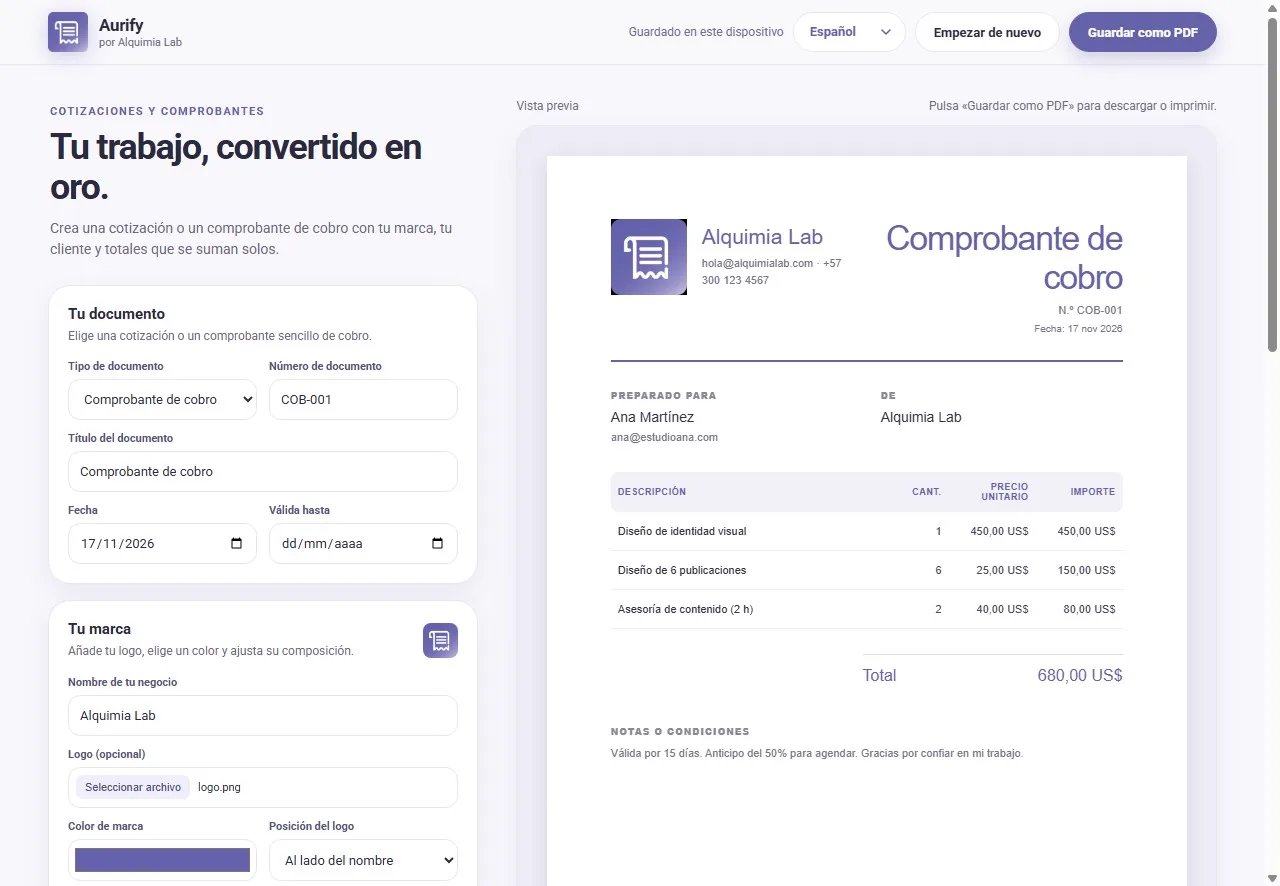 Aurify
por Alquimia Lab
Guardado en este dispositivo
Español
Empezar de nuevo
Guardar como PDF
COTIZACIONES Y COMPROBANTES
Tu trabajo, convertido en
oro.
Crea una cotización o un comprobante de cobro con tu marca, tu
cliente y totales que se suman solos.
Tu documento
Elige una cotización o un comprobante sencillo de cobro.
Tipo de documento
Número de documento
Comprobante de cobro
COB-001
Título del documento
Comprobante de cobro
Fecha
Válida hasta
17/11/2026
dd/mm/aaaa
Tu marca
Añade tu logo, elige un color y ajusta su composición.
Nombre de tu negocio
Alquimia Lab
Logo (opcional)
Seleccionar archivo logo.png
Color de marca
Posición del logo
Al lado del nombre
Vista previa
Pulsa «Guardar como PDF» para descargar o imprimir.
Alquimia Lab
hola@alquimialab.com · +57
300 123 4567
Comprobante de
cobro
N.º COB-001
Fecha: 17 nov 2026
PREPARADO PARA
Ana Martínez
ana@estudioana.com
DE
Alquimia Lab
DESCRIPCIÓN CANT. PRECIO UNITARIO IMPORTE
Diseño de identidad visual 1 450,00 US$ 450,00 US$
Diseño de 6 publicaciones 6 25,00 US$ 150,00 US$
Asesoría de contenido (2 h) 2 40,00 US$ 80,00 US$
Total 680,00 US$
NOTAS O CONDICIONES
Válida por 15 días. Anticipo del 50% para agendar. Gracias por confiar en mi trabajo.